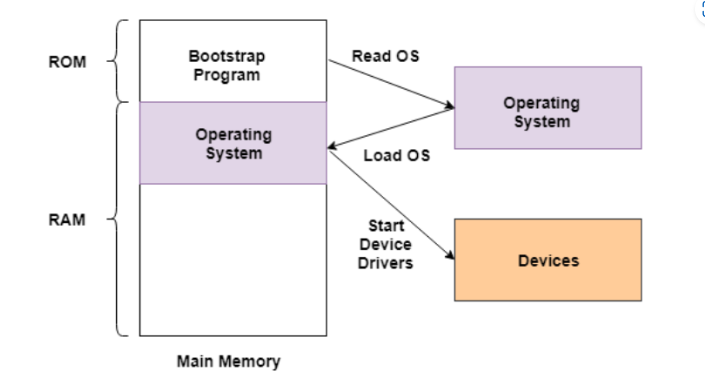 ROM
Bootstrap
Program
Read OS
Operating
System
Operating
System
Load OS
RAM
Start
Device
Drivers
Devices
Main Memory